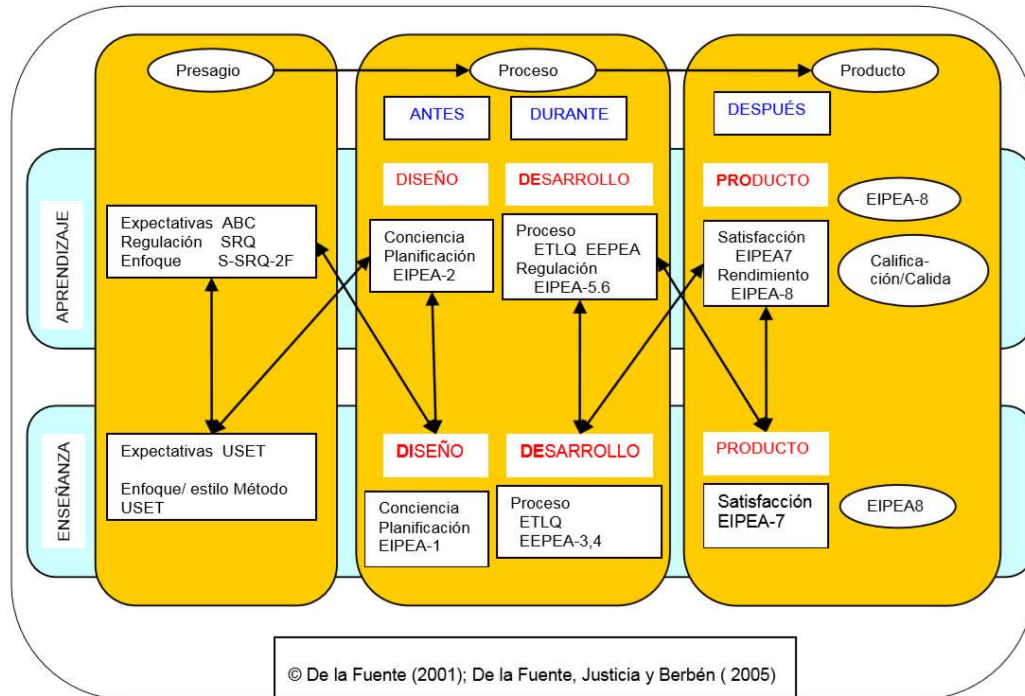 Presagio
Proceso
Producto
ANTES
DURANTE
DESPUÉS
APRENDIZAJE
DISEÑO
DESARROLLO
PRODUCTO
EIPEA-8
Expectativas ABC
Regulación SRQ
Enfoque S-SRQ-2F
Conciencia
Planificación
EIPEA-2
Proceso
ETLQ EEPEA
Regulación
EIPEA-5.6
Satisfacción
EIPEA7
Rendimiento
EIPEA-8
Califica-
ción/Calida
ENSEÑANZA
Expectativas USET
Enfoque/ estilo Método
USET
DISEÑO
DESARROLLO
PRODUCTO
Conciencia
Planificación
EIPEA-1
Proceso
ETLQ
EEPEA-3,4
Satisfacción
EIPEA-7
EIPEA8
© De la Fuente (2001); De la Fuente, Justicia y Berbén ( 2005)